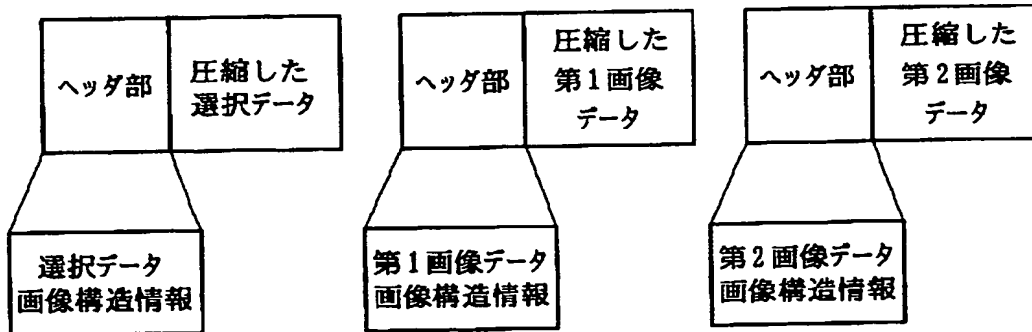 ヘッダ部
圧縮した
選択データ
選択データ
画像構造情報
ヘッダ部
圧縮した
第1画像
データ
第1画像データ
画像構造情報
ヘッダ部
圧縮した
第2画像
データ
第2画像データ
画像構造情報